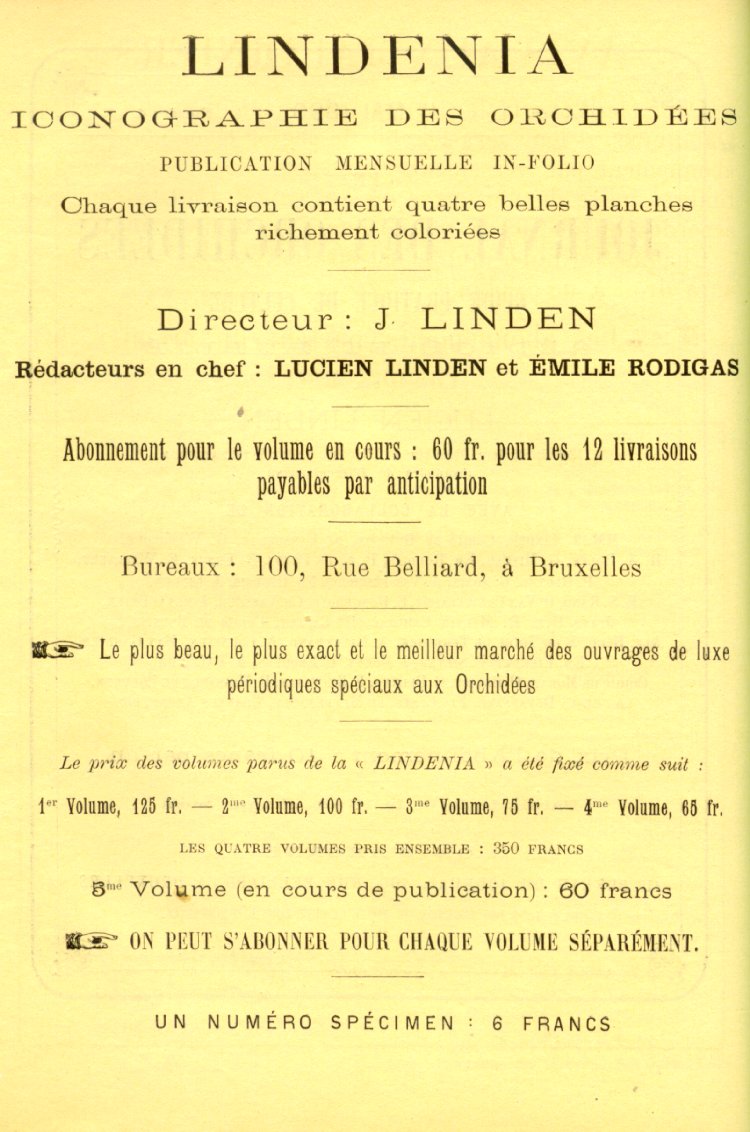 LINDENIA
ICONOGRAPHIE DES ORCHIDÉES
PUBLICATION MENSUELLE IN-FOLIO
Chaque livraison contient quatre belles planches
richement coloriées
Directeur : J. LINDEN
Rédacteurs en chef : LUCIEN LINDEN et ÉMILE RODIGAS
Abonnement pour le volume en cours : 60 fr. pour les 12 livraisons
payables par anticipation
Bureaux : 100, Rue Belliard, à Bruxelles
☞ Le plus beau, le plus exact et le meilleur marché des ouvrages de luxe
périodiques spéciaux aux Orchidées
Le prix des volumes parus de la « LINDENIA » a été fixé comme suit :
1er Volume, 125 fr. — 2me Volume, 100 fr. — 3me Volume, 75 fr. — 4me Volume, 65 fr.
LES QUATRE VOLUMES PRIS ENSEMBLE : 350 FRANCS
5me Volume (en cours de publication) : 60 francs
☞ ON PEUT S'ABONNER POUR CHAQUE VOLUME SÉPARÉMENT.
UN NUMÉRO SPÉCIMEN : 6 FRANCS